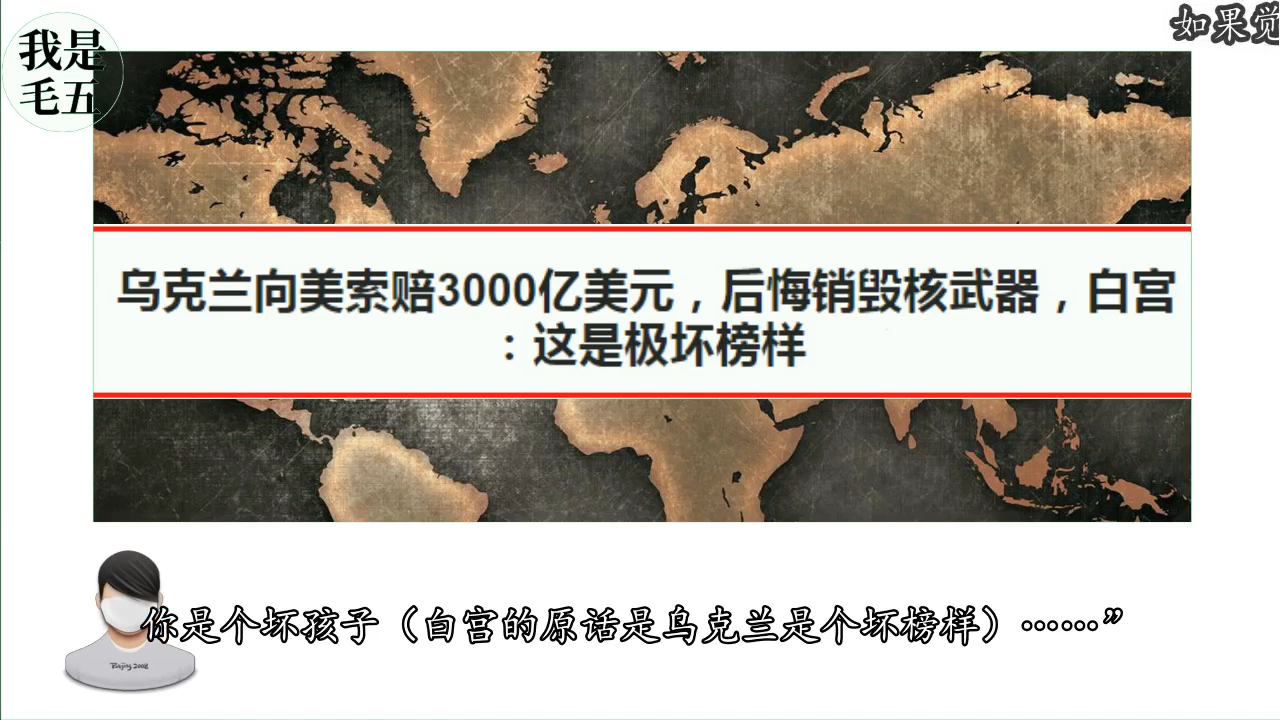 我是
毛五
如果觉
乌克兰向美索赔3000亿美元，后悔销毁核武器，白宫
：这是极坏榜样
你是个坏孩子（白宫的原话是乌克兰是个坏榜样）……”
Beijing 2008